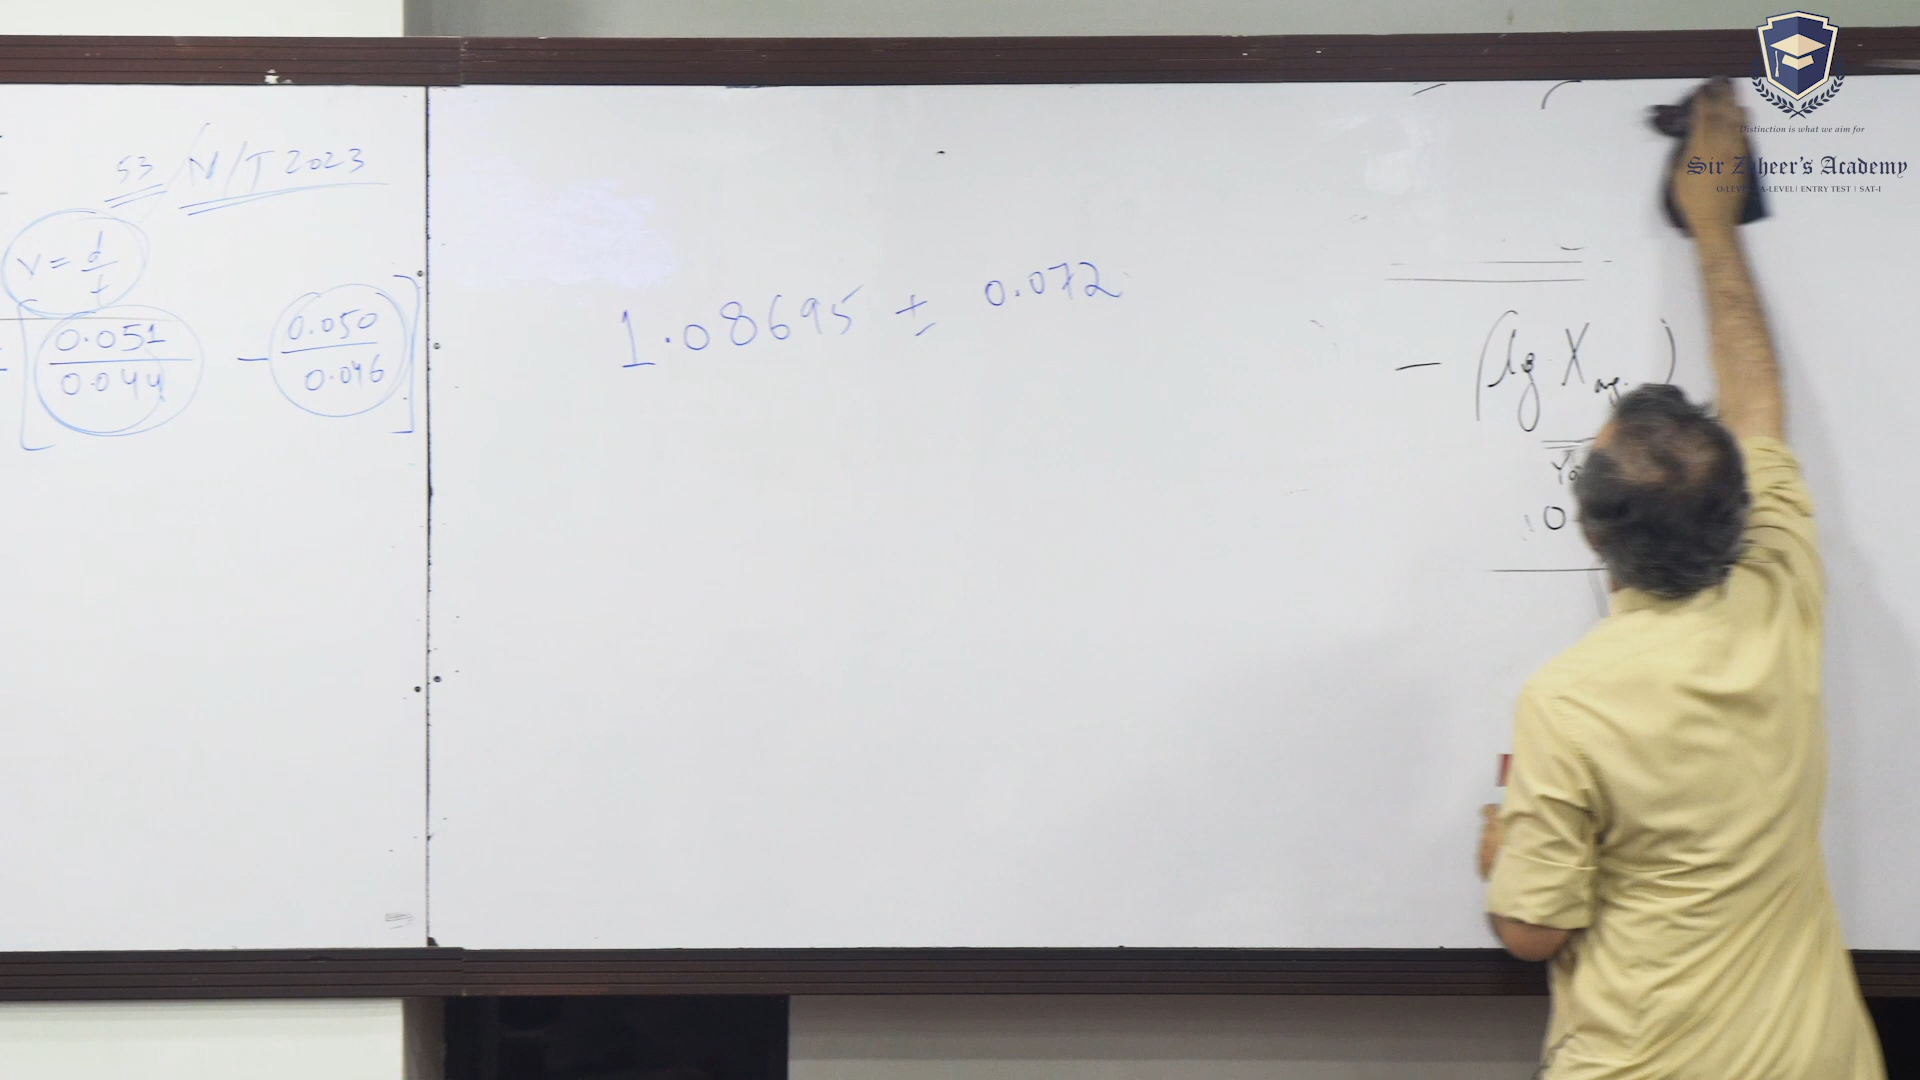 53 N/T 2023
v = d/t
[ 0.051/0.044 - 0.050/0.046 ]
1.08695 ± 0.072
- (lg X avg.)
Distinction is what we aim for
Sir Zaheer's Academy
O-LEVEL | A-LEVEL | ENTRY TEST | SAT-I